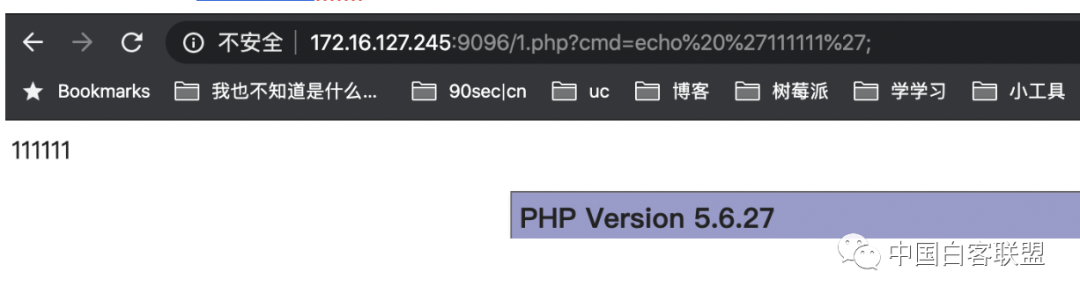 不安全 172.16.127.245:9096/1.php?cmd=echo%20%27111111%27;
Bookmarks 我也不知道是什么... 90sec|cn uc 博客 树莓派 学学习 小工具
111111
PHP Version 5.6.27
中国白客联盟